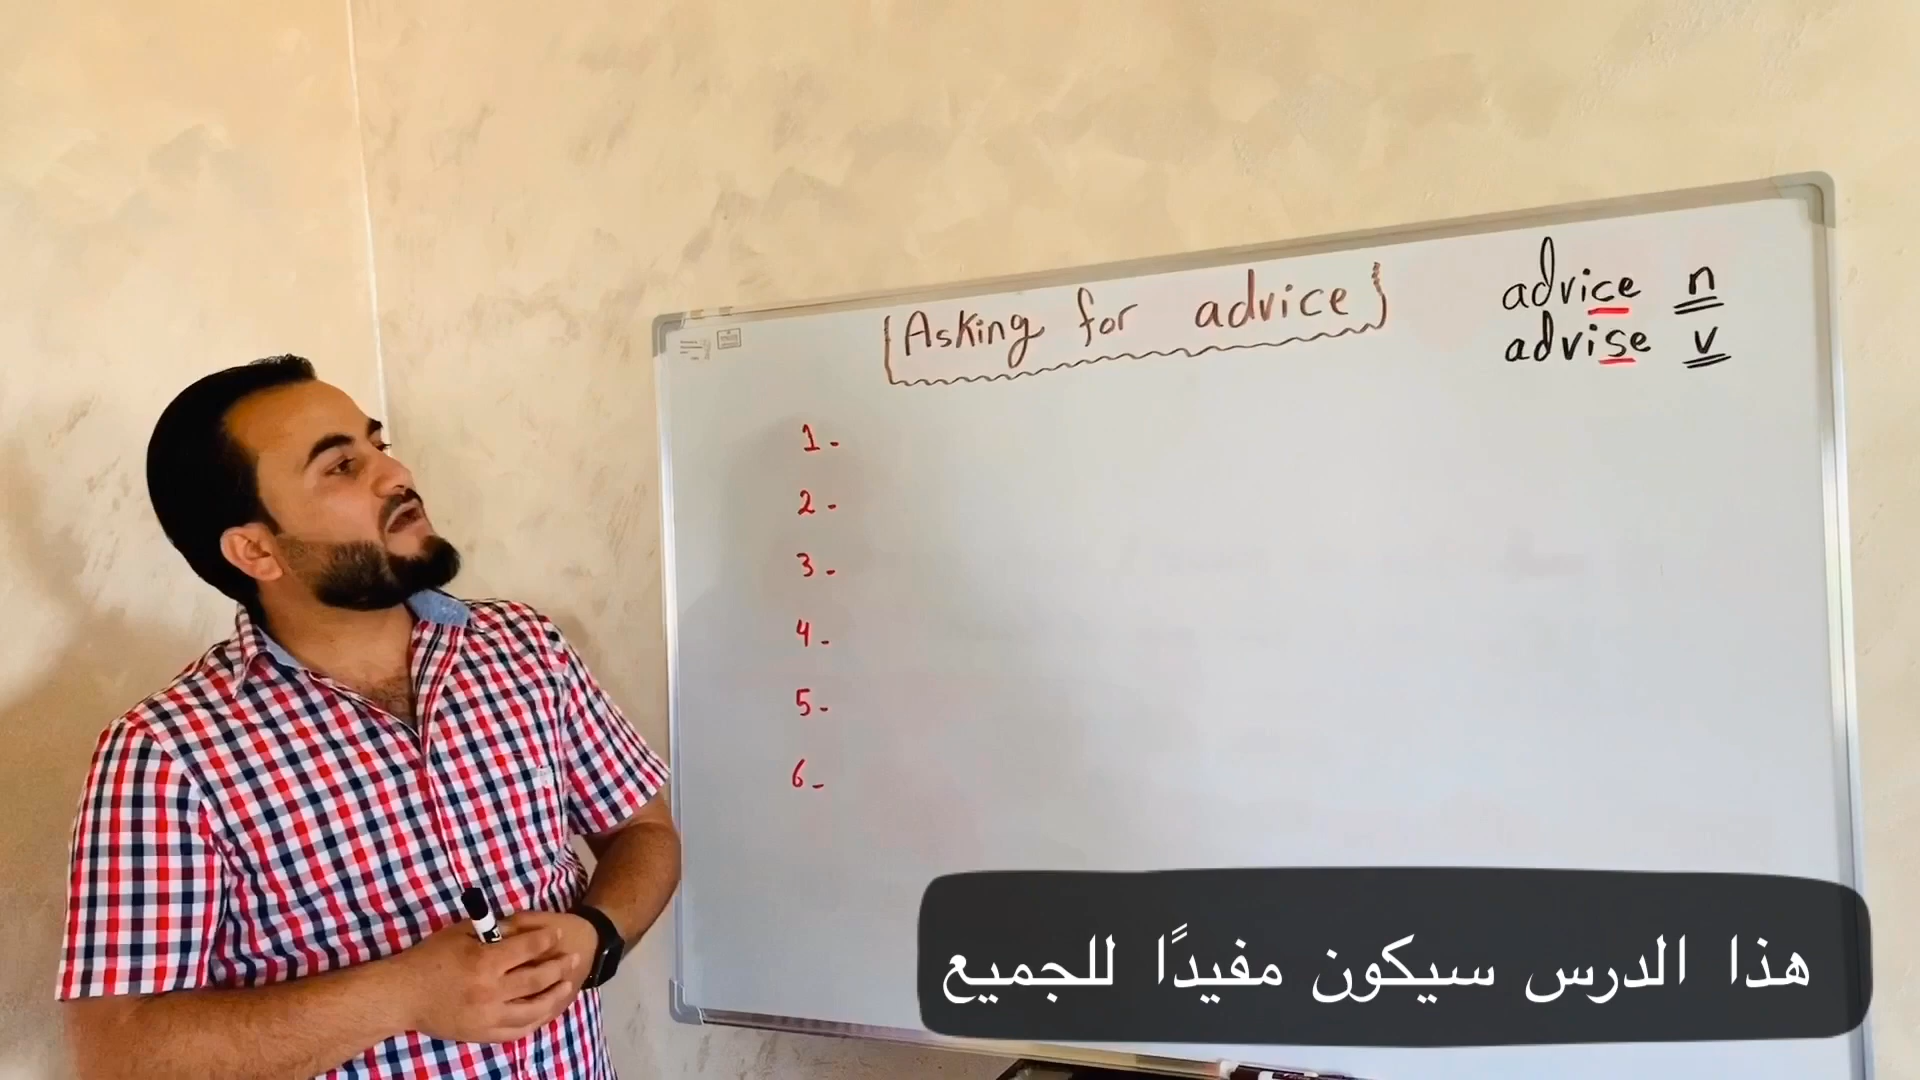 {Asking for advice}
advice n
advise v
1-
2-
3-
4-
5-
6-
هذا الدرس سيكون مفيدًا للجميع